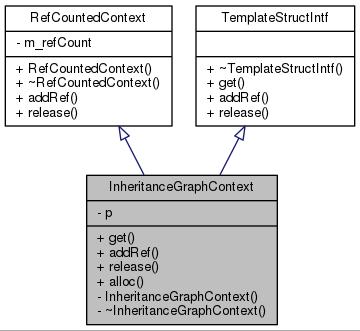 RefCountedContext
- m_refCount
+ RefCountedContext()
+ ~RefCountedContext()
+ addRef()
+ release()
TemplateStructIntf
+ ~TemplateStructIntf()
+ get()
+ addRef()
+ release()
InheritanceGraphContext
- p
+ get()
+ addRef()
+ release()
+ alloc()
- InheritanceGraphContext()
- ~InheritanceGraphContext()